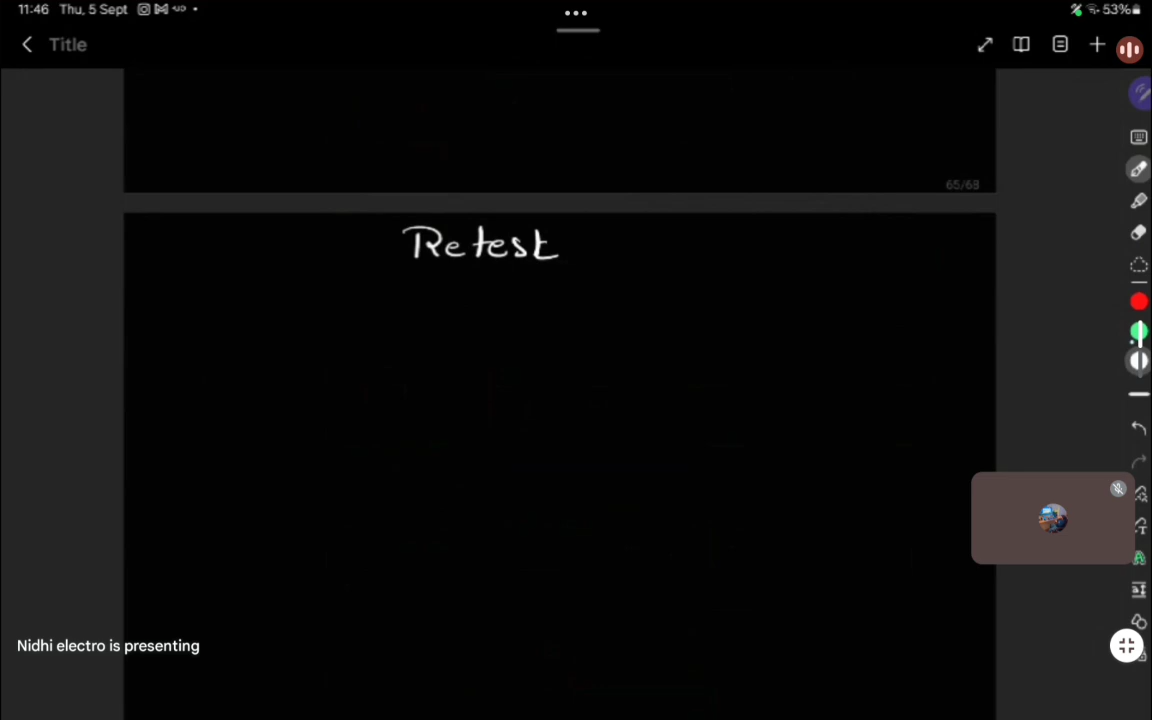 11:46 Thu, 5 Sept 53%
Title
65/68
Retest
Nidhi electro is presenting